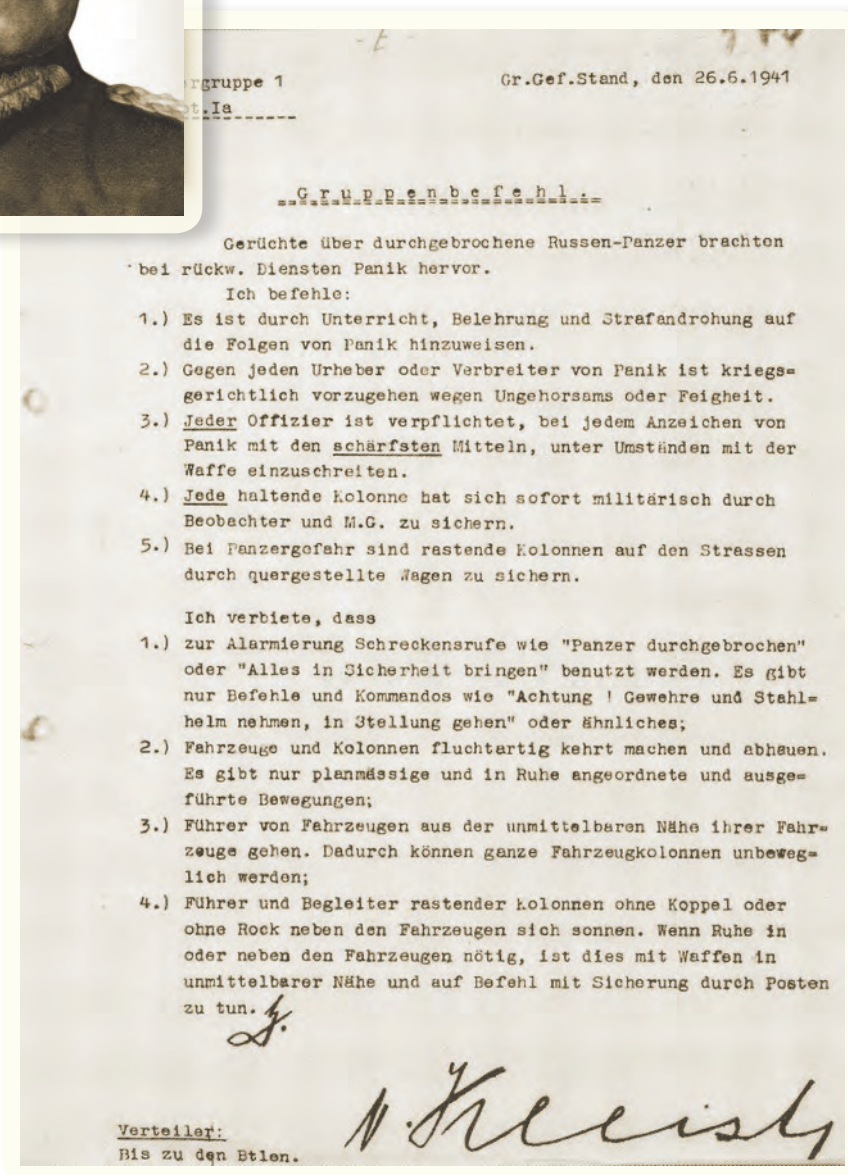 - t -
rgruppe 1 Gr.Gef.Stand, den 26.6.1941
t.Ia
Gruppenbefehl.
Gerüchte über durchgebrochene Russen-Panzer brachten
bei rückw. Diensten Panik hervor.
Ich befehle:
1.) Es ist durch Unterricht, Belehrung und Strafandrohung auf
die Folgen von Panik hinzuweisen.
2.) Gegen jeden Urheber oder Verbreiter von Panik ist kriegs=
gerichtlich vorzugehen wegen Ungehorsams oder Feigheit.
3.) Jeder Offizier ist verpflichtet, bei jedem Anzeichen von
Panik mit den schärfsten Mitteln, unter Umständen mit der
Waffe einzuschreiten.
4.) Jede haltende Kolonne hat sich sofort militärisch durch
Beobachter und M.G. zu sichern.
5.) Bei Panzergefahr sind rastende Kolonnen auf den Strassen
durch quergestellte Wagen zu sichern.
Ich verbiete, dass
1.) zur Alarmierung Schreckensrufe wie "Panzer durchgebrochen"
oder "Alles in Sicherheit bringen" benutzt werden. Es gibt
nur Befehle und Kommandos wie "Achtung ! Gewehre und Stahl=
helm nehmen, in Stellung gehen" oder ähnliches;
2.) Fahrzeuge und Kolonnen fluchtartig kehrt machen und abhauen.
Es gibt nur planmässige und in Ruhe angeordnete und ausge=
führte Bewegungen;
3.) Führer von Fahrzeugen aus der unmittelbaren Nähe ihrer Fahr=
zeuge gehen. Dadurch können ganze Fahrzeugkolonnen unbeweg=
lich werden;
4.) Führer und Begleiter rastender Kolonnen ohne Koppel oder
ohne Rock neben den Fahrzeugen sich sonnen. Wenn Ruhe in
oder neben den Fahrzeugen nötig, ist dies mit Waffen in
unmittelbarer Nähe und auf Befehl mit Sicherung durch Posten
zu tun.
v. Kleist
Verteiler:
Bis zu den Btlen.